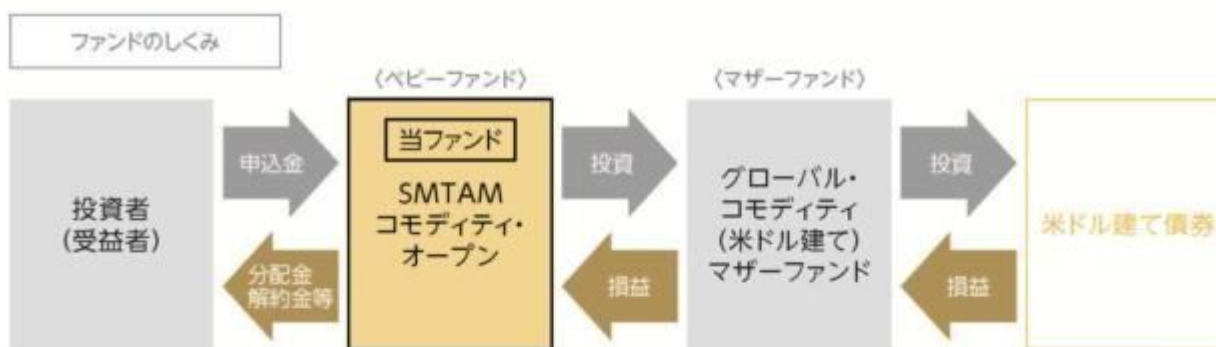 ファンドのしくみ
〈ベビーファンド〉
〈マザーファンド〉
投資者
(受益者)
申込金
分配金
解約金等
当ファンド
SMTAM
コモディティ・
オープン
投資
損益
グローバル・
コモディティ
(米ドル建て)
マザーファンド
投資
損益
米ドル建て債券